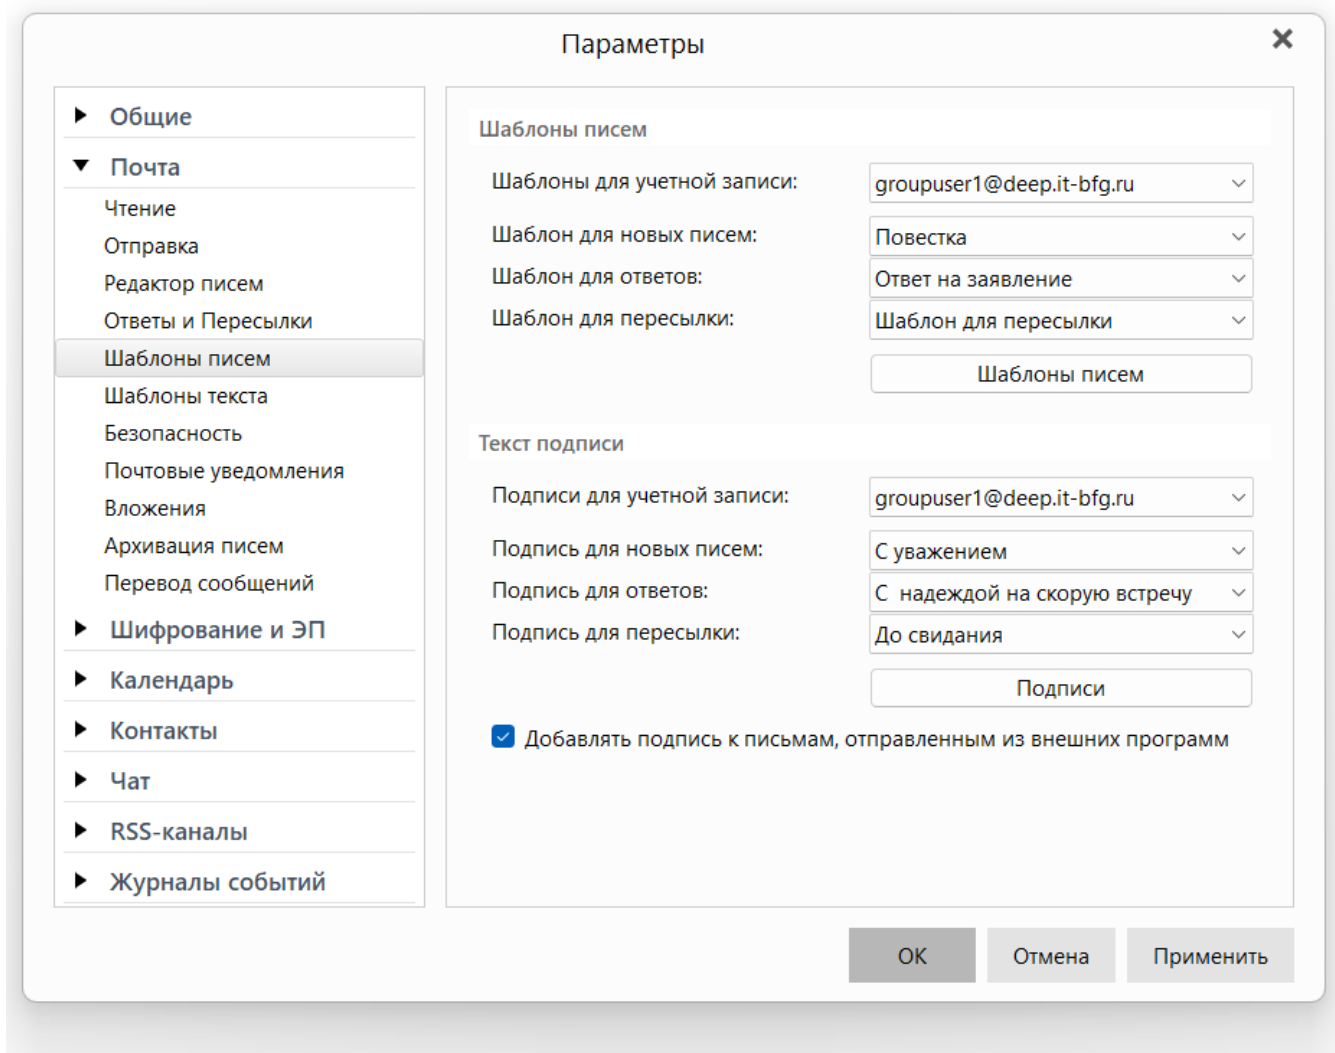 Параметры
Общие
Почта
Чтение
Отправка
Редактор писем
Ответы и Пересылки
Шаблоны писем
Шаблоны текста
Безопасность
Почтовые уведомления
Вложения
Архивация писем
Перевод сообщений
Шифрование и ЭП
Календарь
Контакты
Чат
RSS-каналы
Журналы событий
Шаблоны писем
Шаблоны для учетной записи: groupuser1@deep.it-bfg.ru
Шаблон для новых писем: Повестка
Шаблон для ответов: Ответ на заявление
Шаблон для пересылки: Шаблон для пересылки
Шаблоны писем
Текст подписи
Подписи для учетной записи: groupuser1@deep.it-bfg.ru
Подпись для новых писем: С уважением
Подпись для ответов: С  надеждой на скорую встречу
Подпись для пересылки: До свидания
Подписи
Добавлять подпись к письмам, отправленным из внешних программ
ОК Отмена Применить